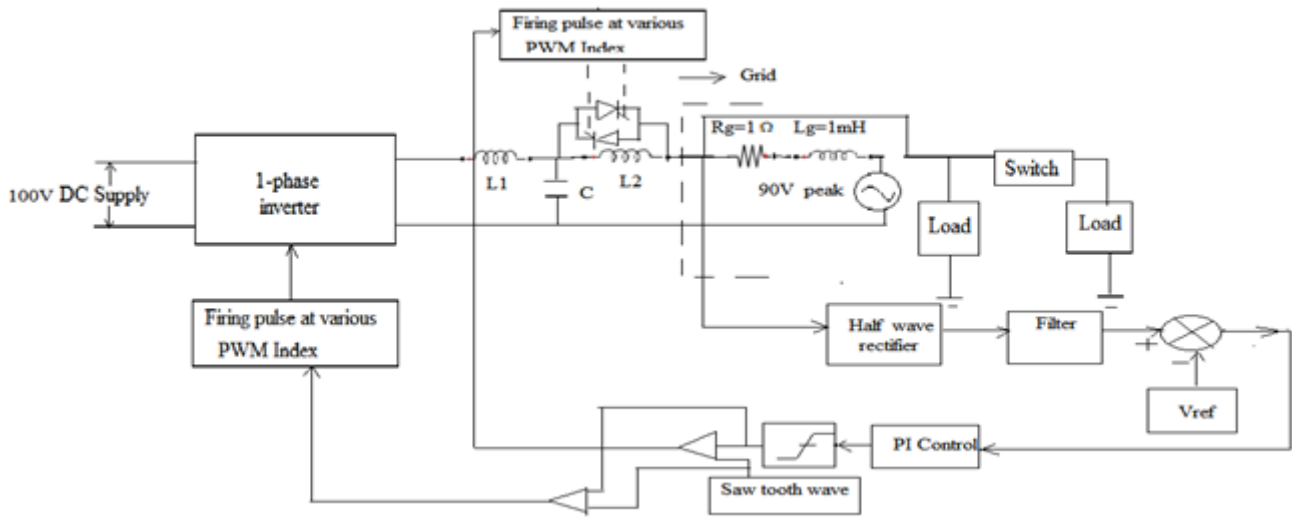 Firing pulse at various
PWM Index
Grid
Rg=1 Ω Lg=1mH
100V DC Supply
1-phase
inverter
L1
C
L2
90V peak
Switch
Load
Load
Firing pulse at various
PWM Index
Half wave
rectifier
Filter
+
−
Vref
PI Control
Saw tooth wave